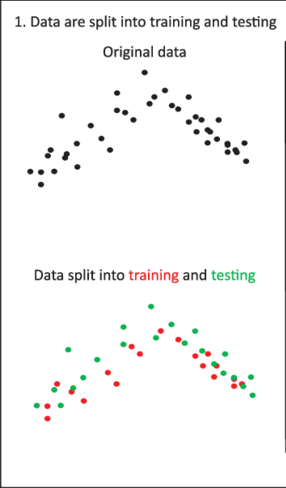 1. Data are split into training and testing
Original data
Data split into training and testing